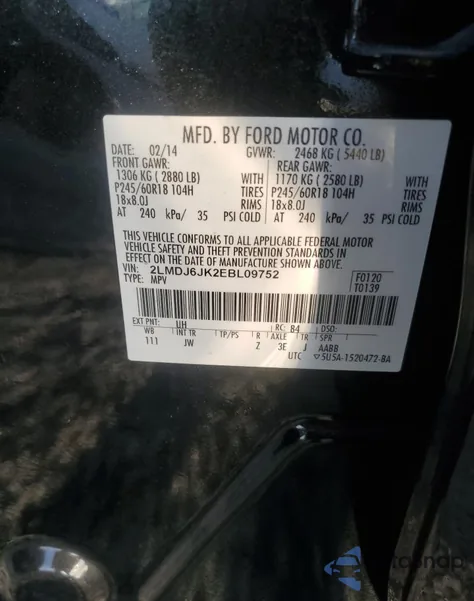 MFD. BY FORD MOTOR CO.
DATE: 02/14 GVWR: 2468 KG ( 5440 LB)
FRONT GAWR: REAR GAWR:
1306 KG ( 2880 LB) WITH 1170 KG ( 2580 LB) WITH
P245/60R18 104H TIRES P245/60R18 104H TIRES
18x8.0J RIMS 18x8.0J RIMS
AT 240 kPa/ 35 PSI COLD AT 240 kPa/ 35 PSI COLD
THIS VEHICLE CONFORMS TO ALL APPLICABLE FEDERAL MOTOR
VEHICLE SAFETY AND THEFT PREVENTION STANDARDS IN
EFFECT ON THE DATE OF MANUFACTURE SHOWN ABOVE.
VIN: 2LMDJ6JK2EBL09752 F0120
TYPE: MPV T0139
EXT PNT: UH RC: 84 DSO:
WB INT TR TP/PS R AXLE TR SPR
111 JW Z 3E J AABB
UTC ▽5U5A-1520472-BA